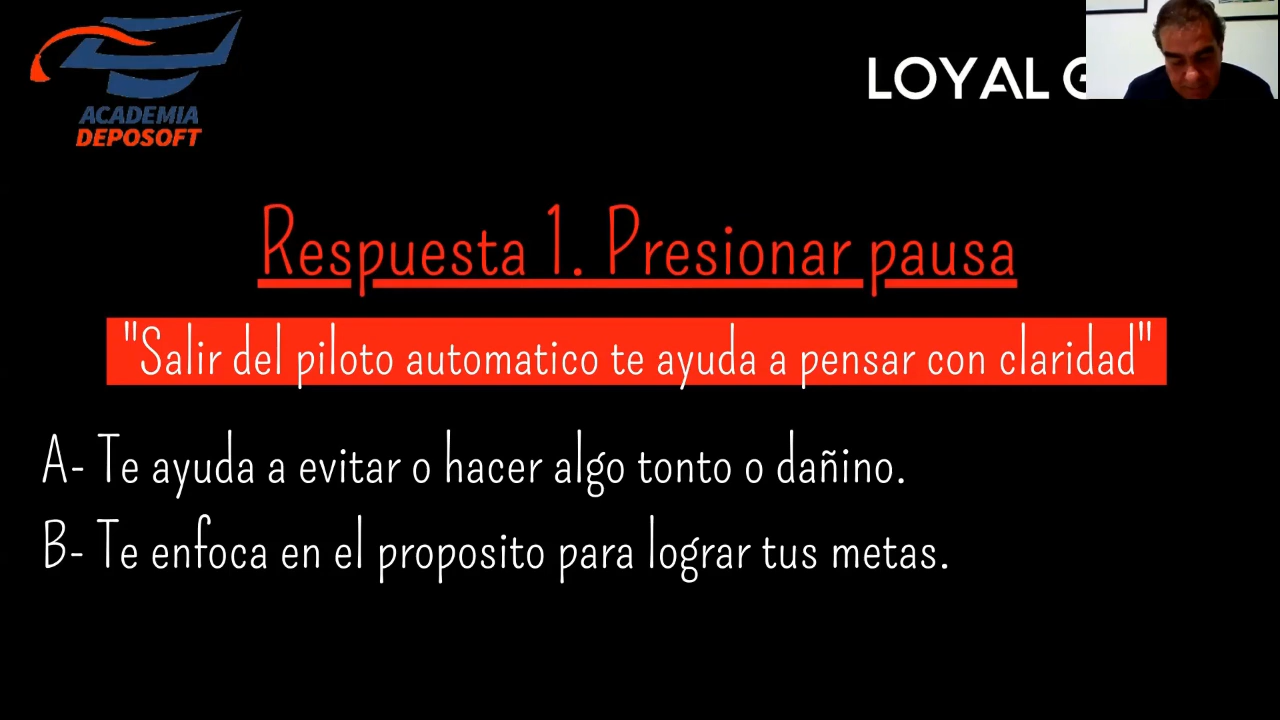 ACADEMIA
DEPOSOFT
LOYAL
Respuesta 1. Presionar pausa
"Salir del piloto automatico te ayuda a pensar con claridad"
A- Te ayuda a evitar o hacer algo tonto o dañino.
B- Te enfoca en el proposito para lograr tus metas.